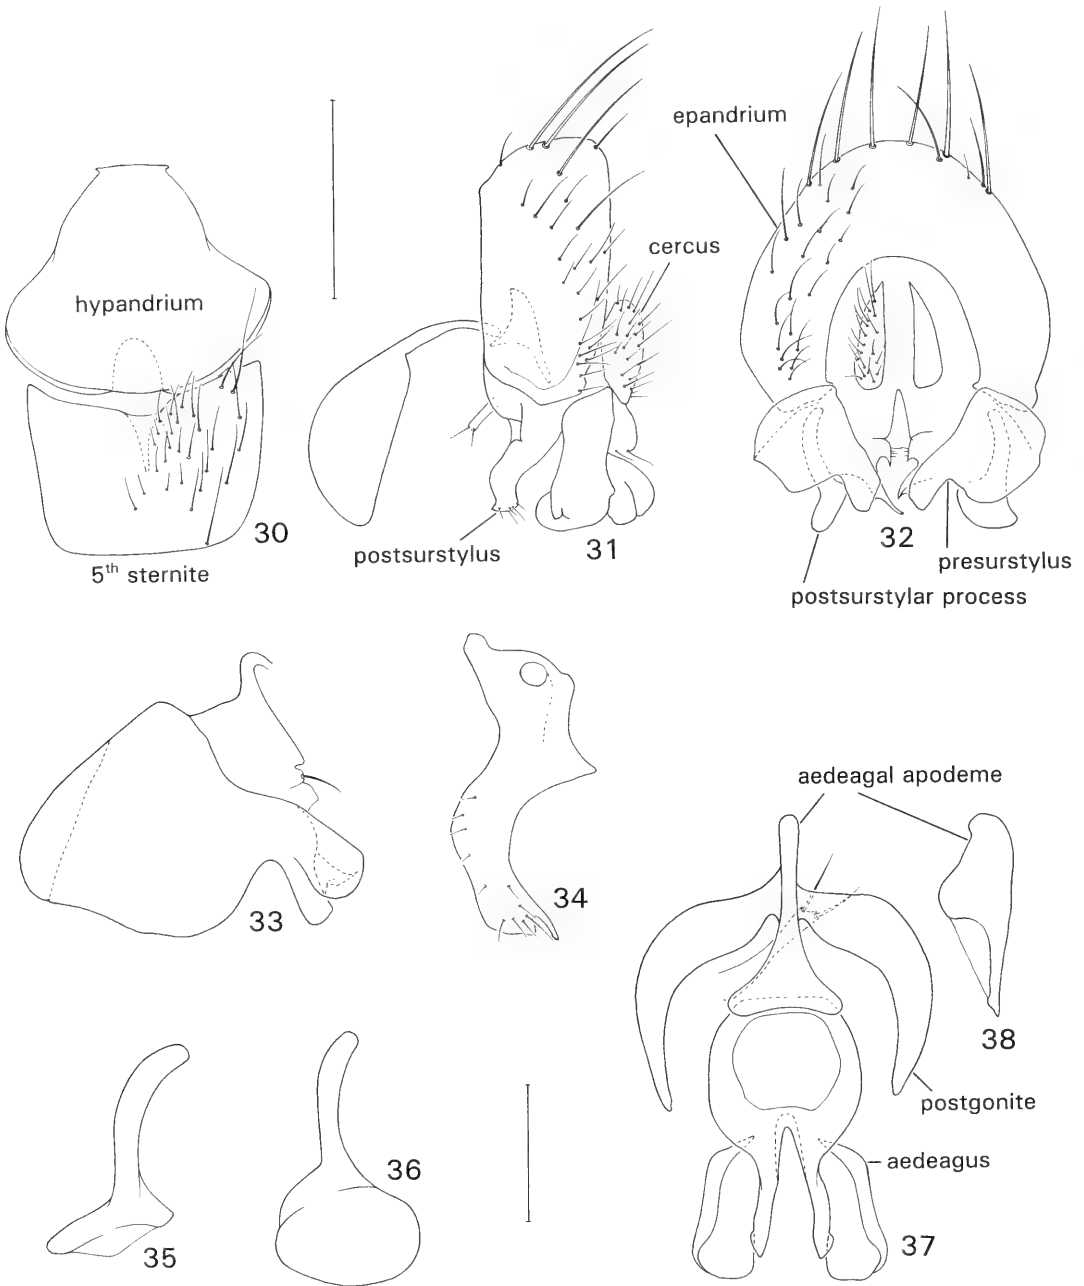 epandrium
cercus
hypandrium
30
5th sternite
postsurstylus
31
32
presurstylus
postsurstylar process
33
34
aedeagal apodeme
38
postgonite
35
36
aedeagus
37